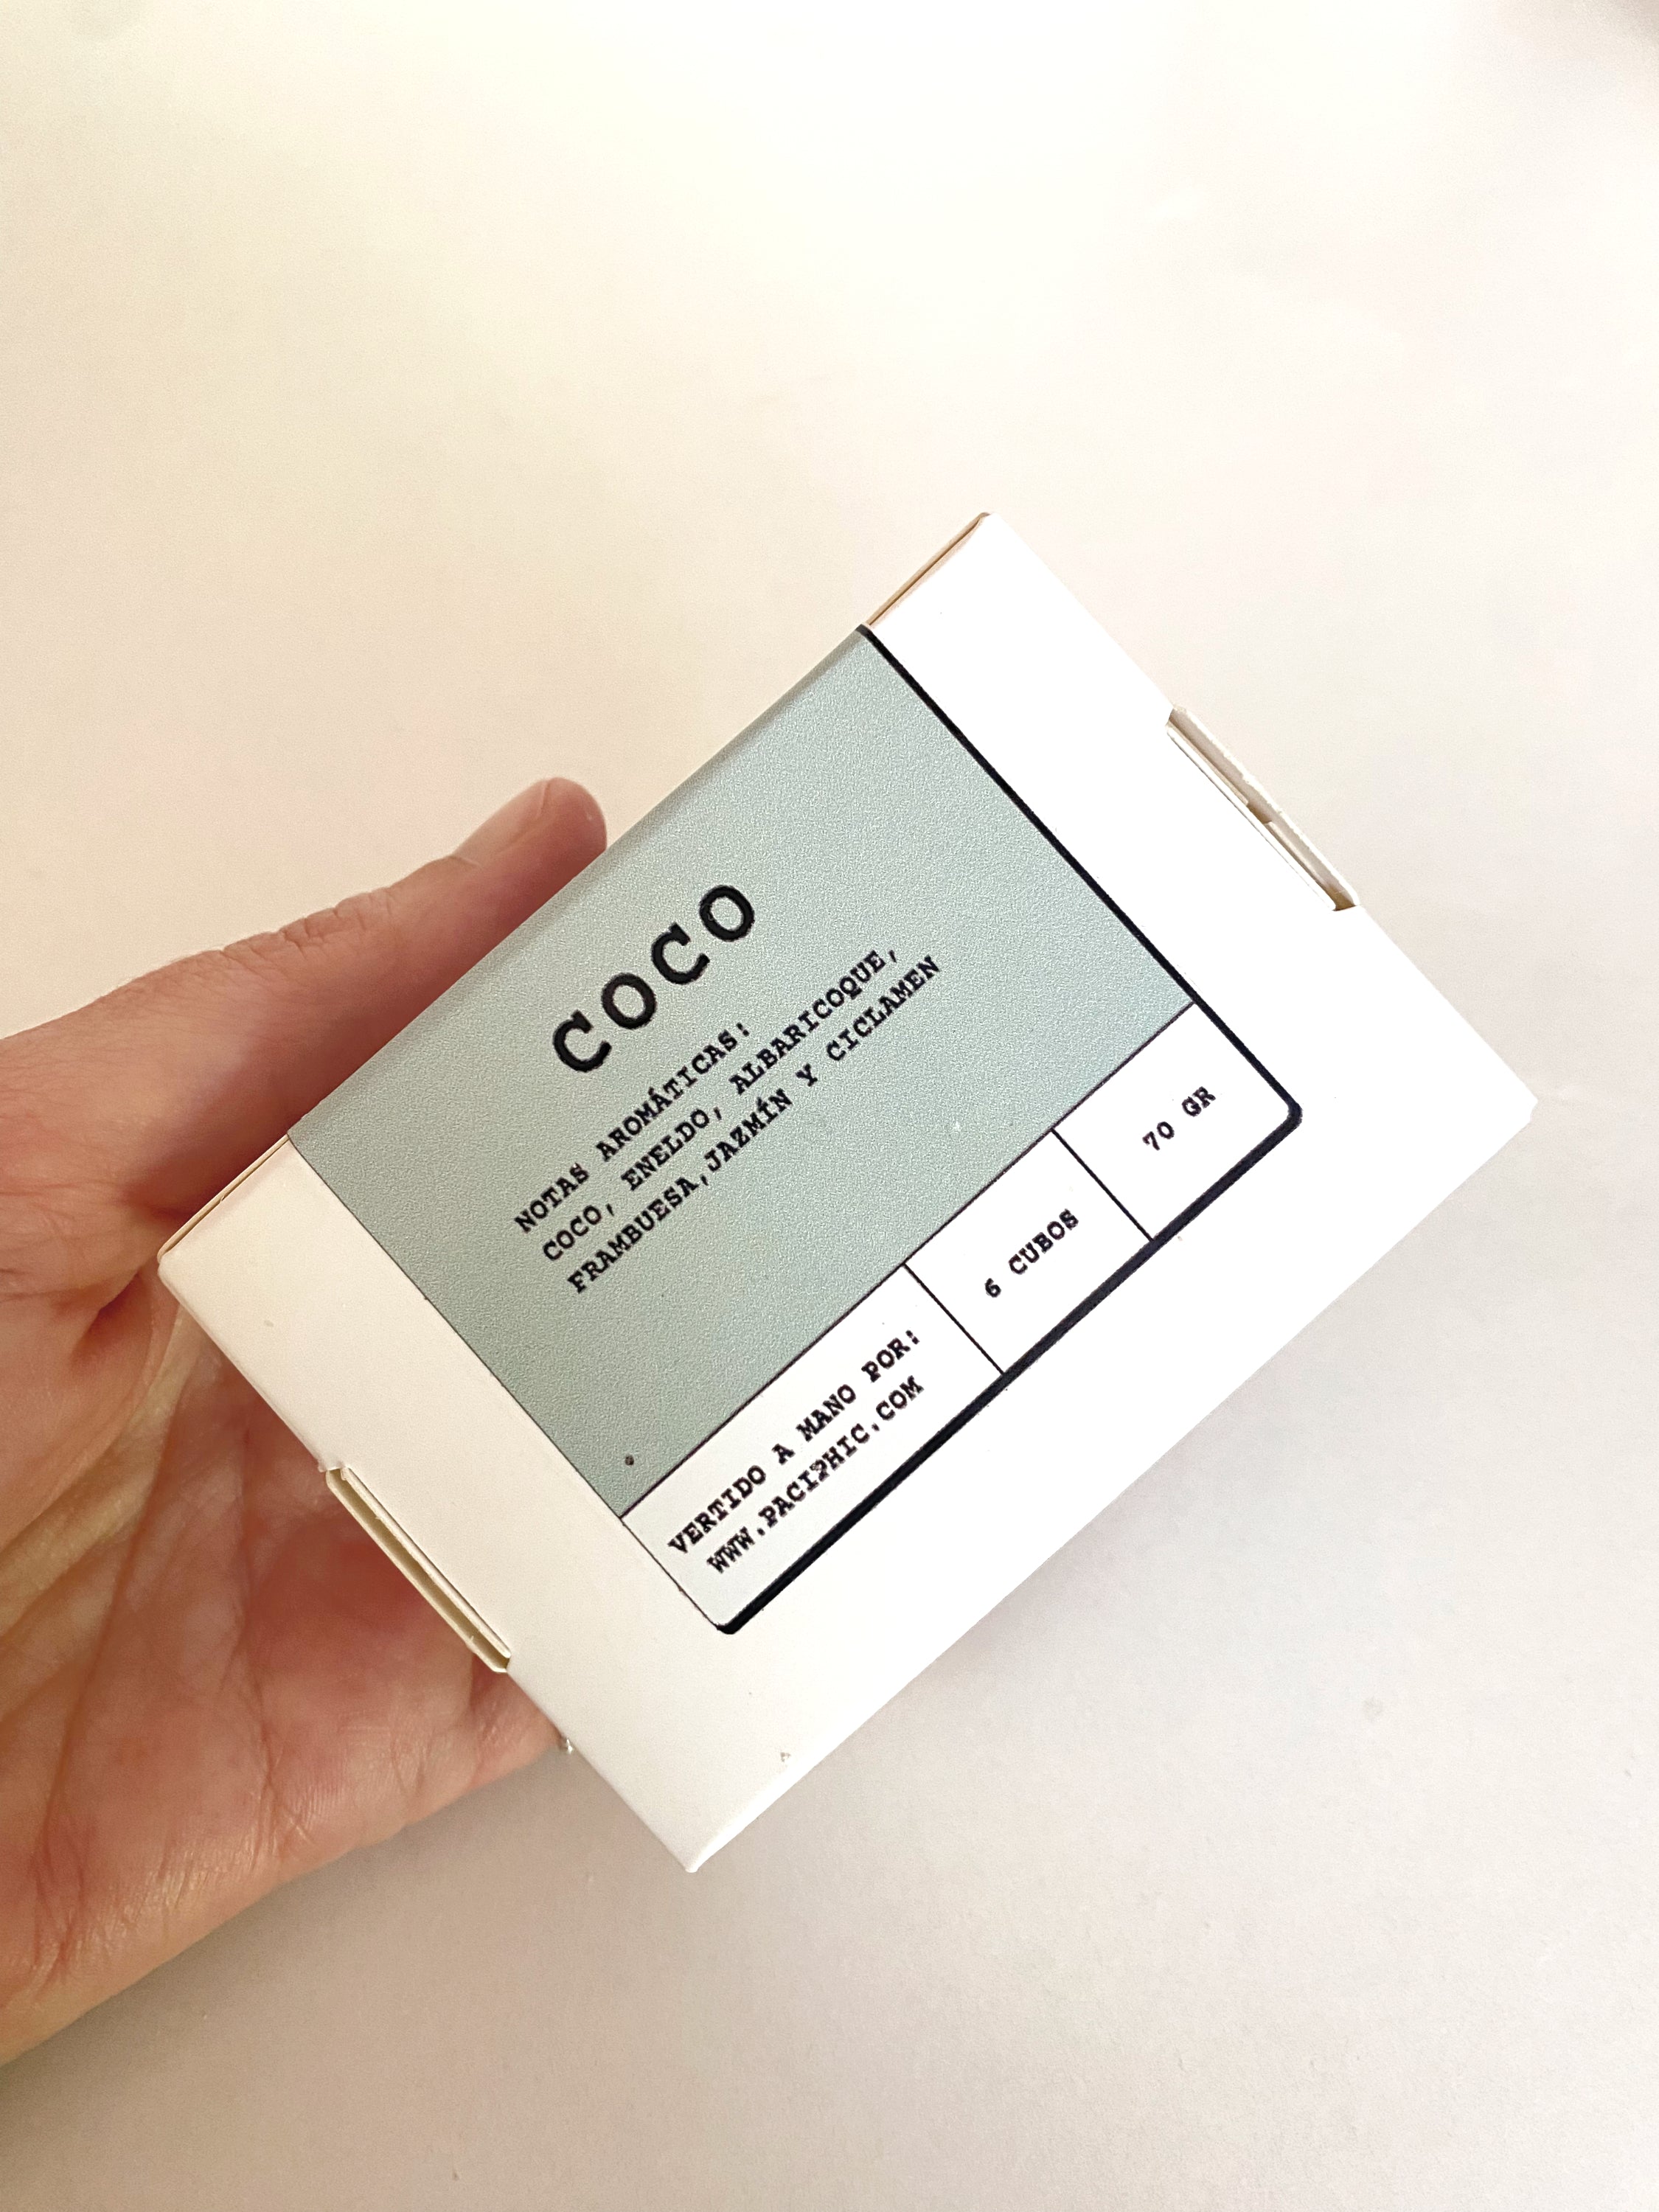 COCO
NOTAS AROMÁTICAS:
COCO, ENELDO, ALBARICOQUE,
FRAMBUESA,JAZMÍN Y CICLAMEN
VERTIDO A MANO POR:
WWW.PACIPHIC.COM
6 CUBOS
70 GR